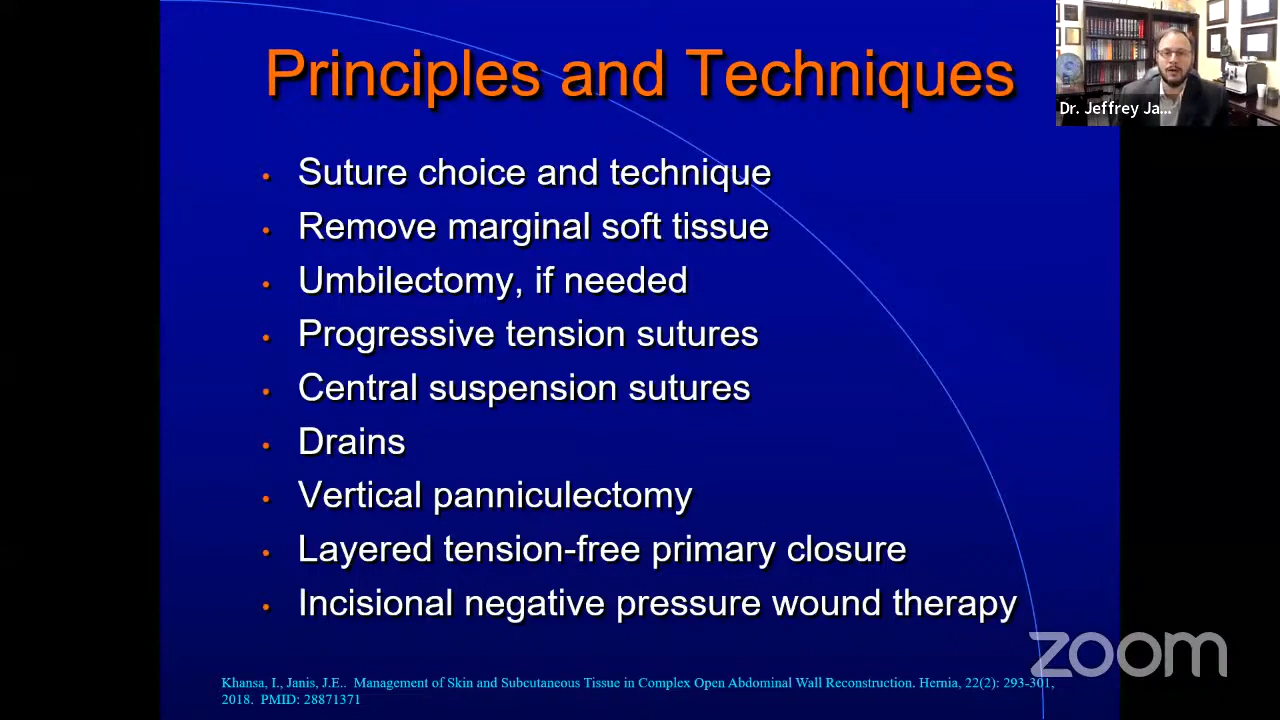 Principles and Techniques
Dr. Jeffrey Ja...
• Suture choice and technique
• Remove marginal soft tissue
• Umbilectomy, if needed
• Progressive tension sutures
• Central suspension sutures
• Drains
• Vertical panniculectomy
• Layered tension-free primary closure
• Incisional negative pressure wound therapy
zoom
Khansa, I., Janis, J.E.. Management of Skin and Subcutaneous Tissue in Complex Open Abdominal Wall Reconstruction. Hernia, 22(2): 293-301,
2018. PMID: 28871371